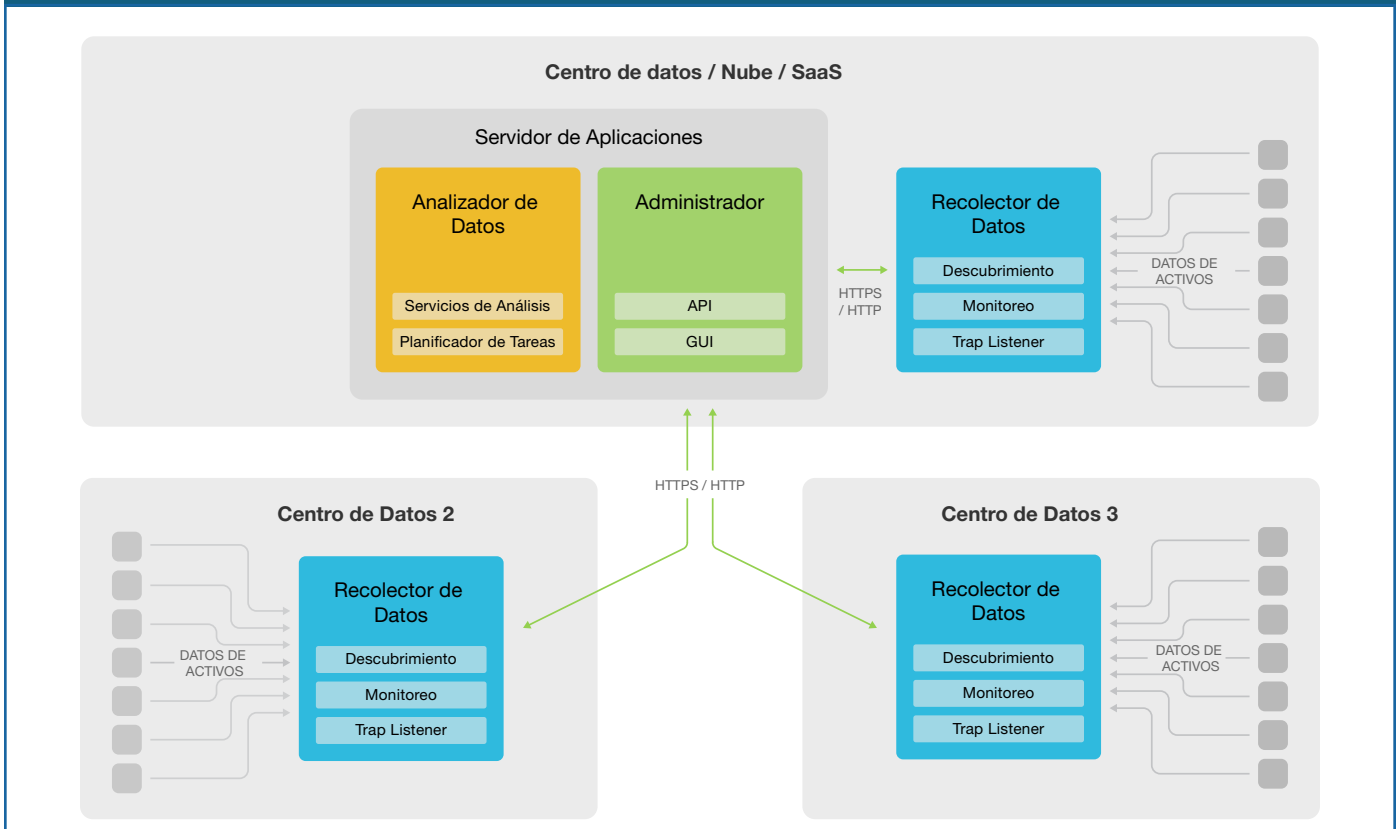 Centro de datos / Nube / SaaS
Servidor de Aplicaciones
Analizador de
Datos
Servicios de Análisis
Planificador de Tareas
Administrador
API
GUI
HTTPS
/ HTTP
Recolector de
Datos
Descubrimiento
Monitoreo
Trap Listener
DATOS DE
ACTIVOS
HTTPS / HTTP
Centro de Datos 2
DATOS DE
ACTIVOS
Recolector de
Datos
Descubrimiento
Monitoreo
Trap Listener
Centro de Datos 3
Recolector de
Datos
Descubrimiento
Monitoreo
Trap Listener
DATOS DE
ACTIVOS